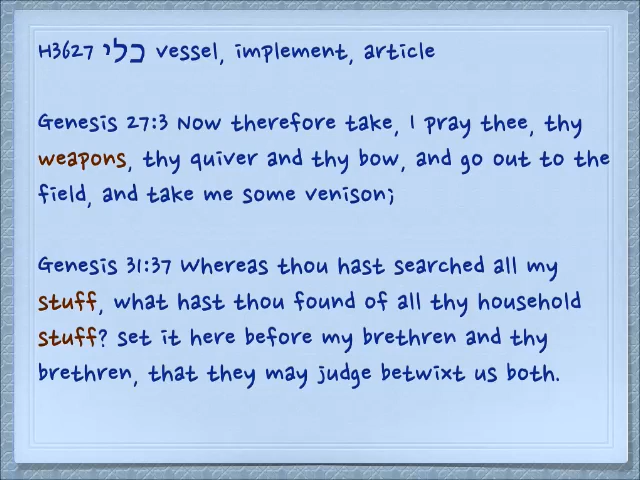 H3627 כלי vessel, implement, article
Genesis 27:3 Now therefore take, I pray thee, thy
weapons, thy quiver and thy bow, and go out to the
field, and take me some venison;
Genesis 31:37 Whereas thou hast searched all my
stuff, what hast thou found of all thy household
stuff? set it here before my brethren and thy
brethren, that they may judge betwixt us both.